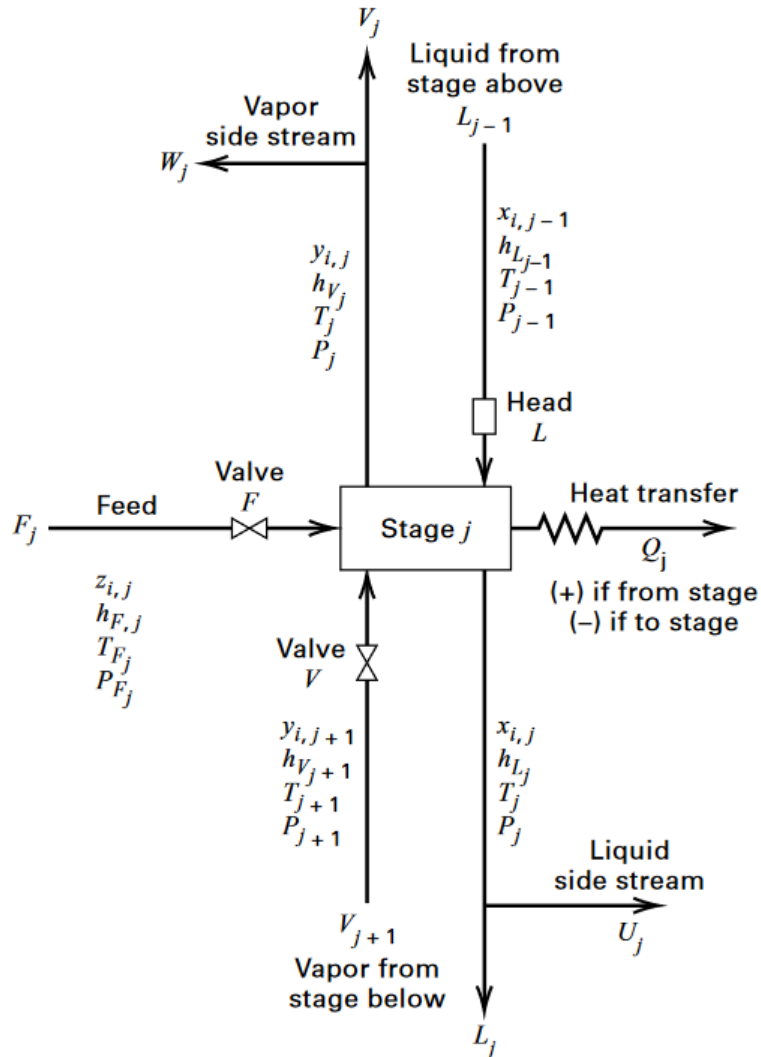 V_j
Liquid from
stage above
L_{j−1}
Vapor
side stream
W_j
x_{i, j−1}
h_{L_{j−1}}
T_{j−1}
P_{j−1}
y_{i, j}
h_{V_j}
T_j
P_j
Head
L
Valve
F
Feed
F_j
Stage j
Heat transfer
Q_j
(+) if from stage
(−) if to stage
z_{i, j}
h_{F, j}
T_{F_j}
P_{F_j}
Valve
V
y_{i, j+1}
h_{V_{j+1}}
T_{j+1}
P_{j+1}
x_{i, j}
h_{L_j}
T_j
P_j
Liquid
side stream
U_j
V_{j+1}
Vapor from
stage below
L_j